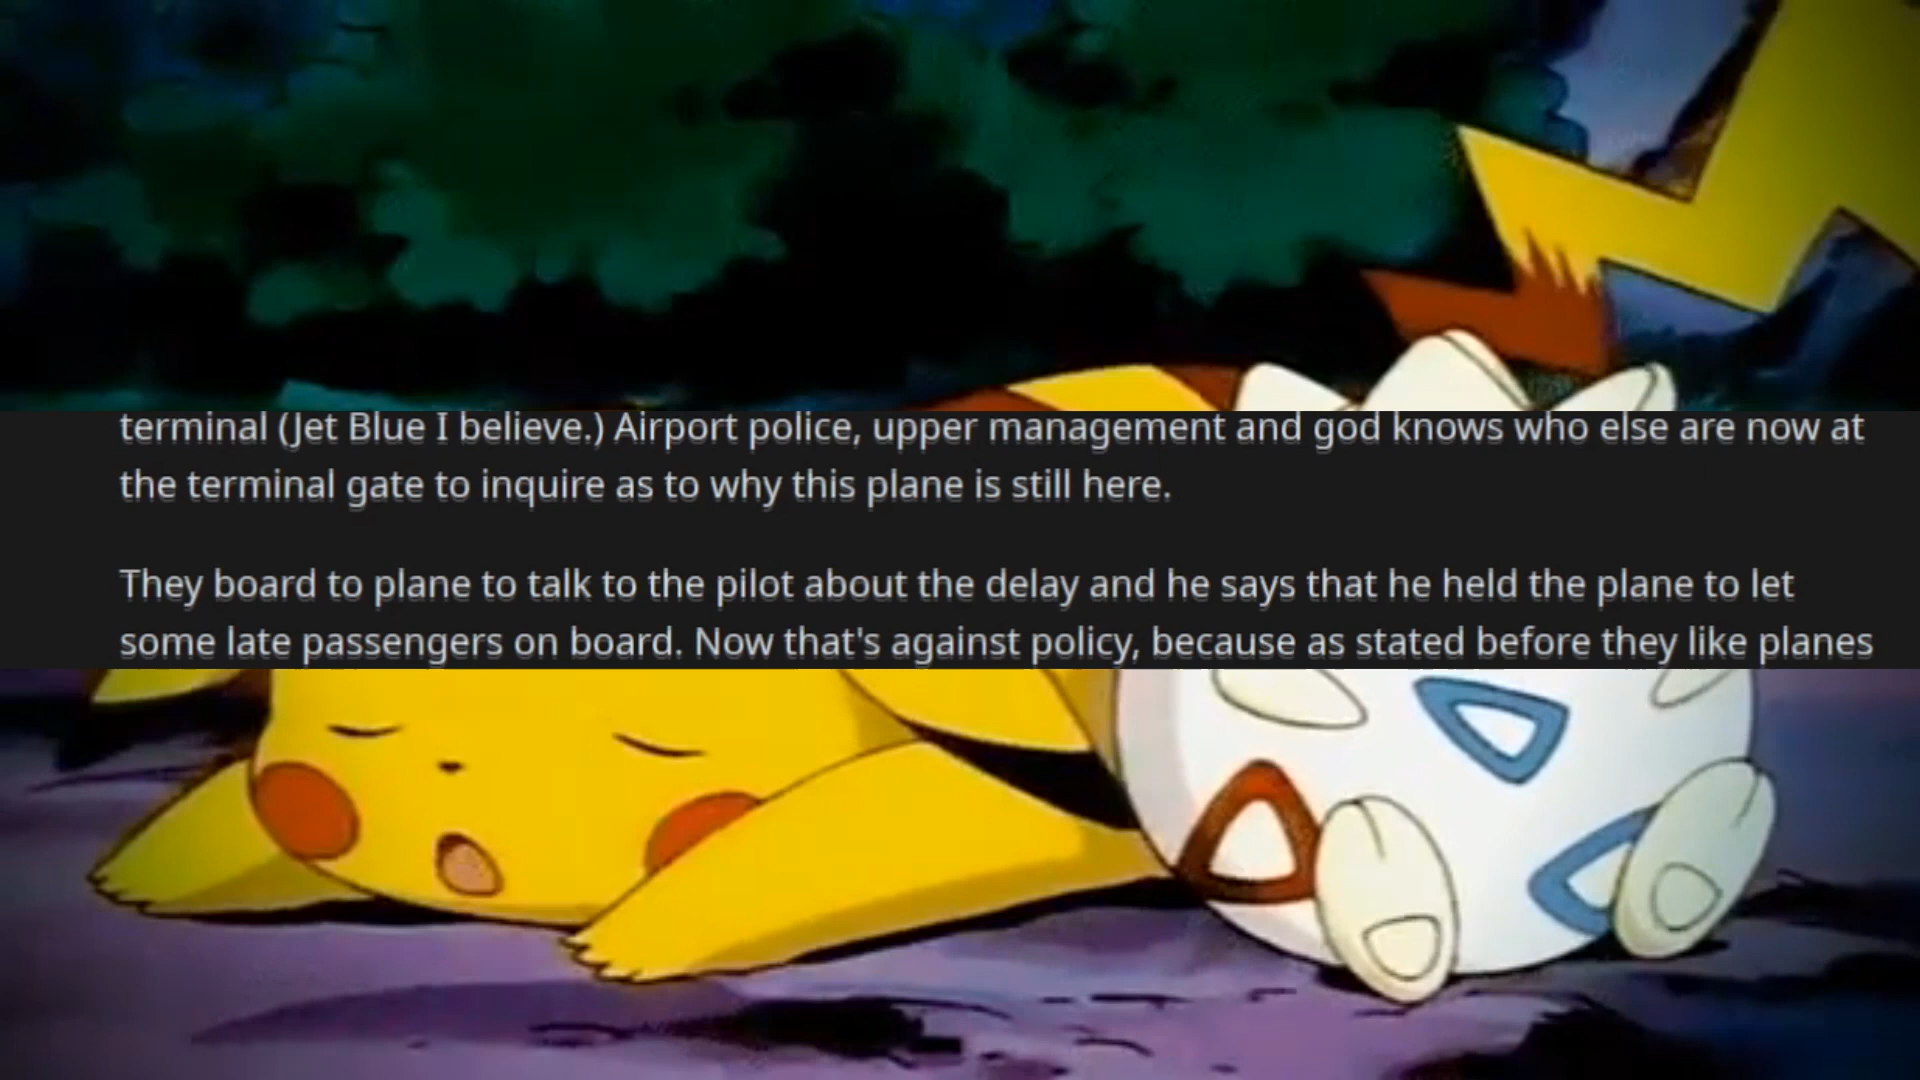 terminal (Jet Blue I believe.) Airport police, upper management and god knows who else are now at
the terminal gate to inquire as to why this plane is still here.
They board to plane to talk to the pilot about the delay and he says that he held the plane to let
some late passengers on board. Now that's against policy, because as stated before they like planes